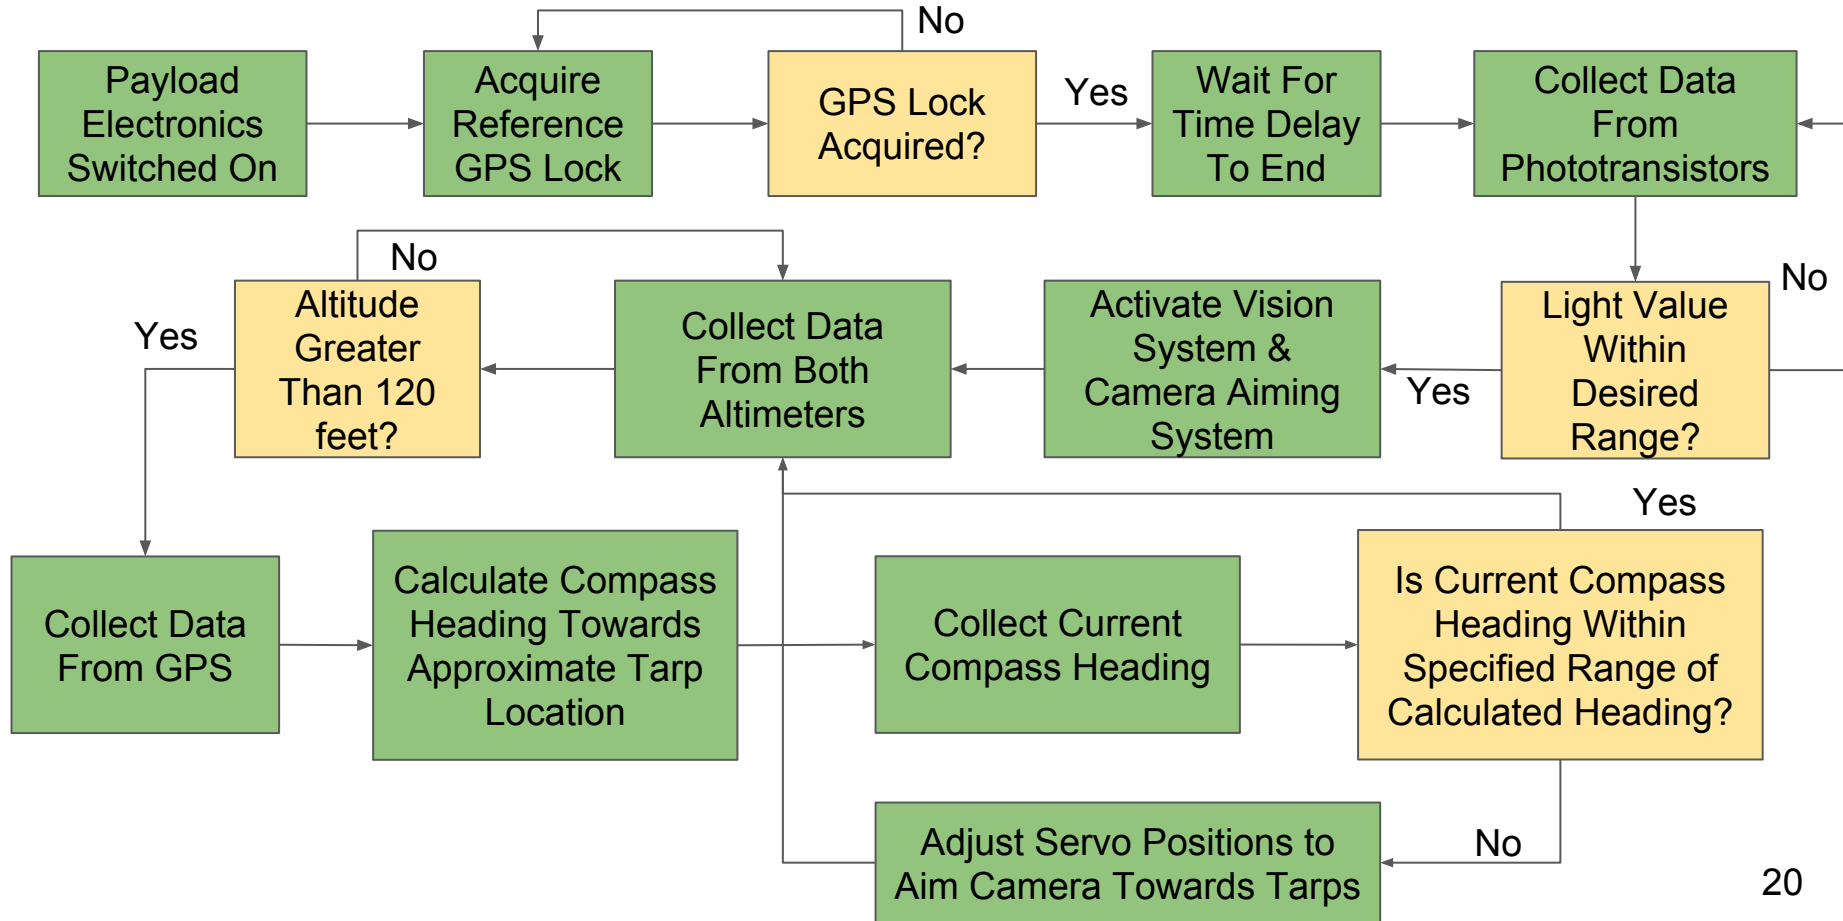 No
Payload
Electronics
Switched On
Acquire
Reference
GPS Lock
GPS Lock
Acquired?
Yes
Wait For
Time Delay
To End
Collect Data
From
Phototransistors
No
Light Value
Within
Desired
Range?
Yes
Activate Vision
System &
Camera Aiming
System
Collect Data
From Both
Altimeters
No
Altitude
Greater
Than 120
feet?
Yes
Collect Data
From GPS
Calculate Compass
Heading Towards
Approximate Tarp
Location
Collect Current
Compass Heading
Yes
Is Current Compass
Heading Within
Specified Range of
Calculated Heading?
No
Adjust Servo Positions to
Aim Camera Towards Tarps
20